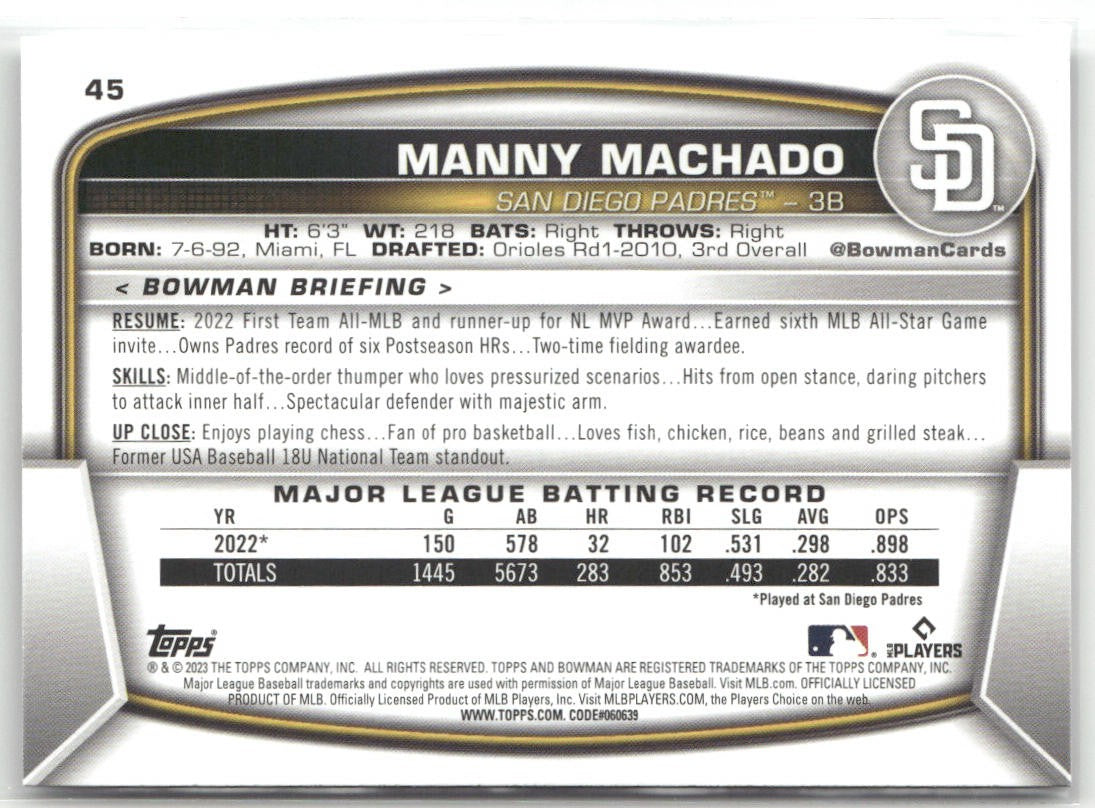 45
MANNY MACHADO
SD™
SAN DIEGO PADRES™ – 3B
HT: 6'3" WT: 218 BATS: Right THROWS: Right
BORN: 7-6-92, Miami, FL DRAFTED: Orioles Rd1-2010, 3rd Overall @BowmanCards
< BOWMAN BRIEFING >
RESUME: 2022 First Team All-MLB and runner-up for NL MVP Award...Earned sixth MLB All-Star Game
invite...Owns Padres record of six Postseason HRs...Two-time fielding awardee.
SKILLS: Middle-of-the-order thumper who loves pressurized scenarios...Hits from open stance, daring pitchers
to attack inner half...Spectacular defender with majestic arm.
UP CLOSE: Enjoys playing chess...Fan of pro basketball...Loves fish, chicken, rice, beans and grilled steak...
Former USA Baseball 18U National Team standout.
MAJOR LEAGUE BATTING RECORD
YR G AB HR RBI SLG AVG OPS
2022* 150 578 32 102 .531 .298 .898
TOTALS 1445 5673 283 853 .493 .282 .833
*Played at San Diego Padres
Topps® ® MLB PLAYERS
® & © 2023 THE TOPPS COMPANY, INC. ALL RIGHTS RESERVED. TOPPS AND BOWMAN ARE REGISTERED TRADEMARKS OF THE TOPPS COMPANY, INC.
Major League Baseball trademarks and copyrights are used with permission of Major League Baseball. Visit MLB.com. OFFICIALLY LICENSED
PRODUCT OF MLB. Officially Licensed Product of MLB Players, Inc. Visit MLBPLAYERS.COM, the Players Choice on the web.
WWW.TOPPS.COM. CODE#060639